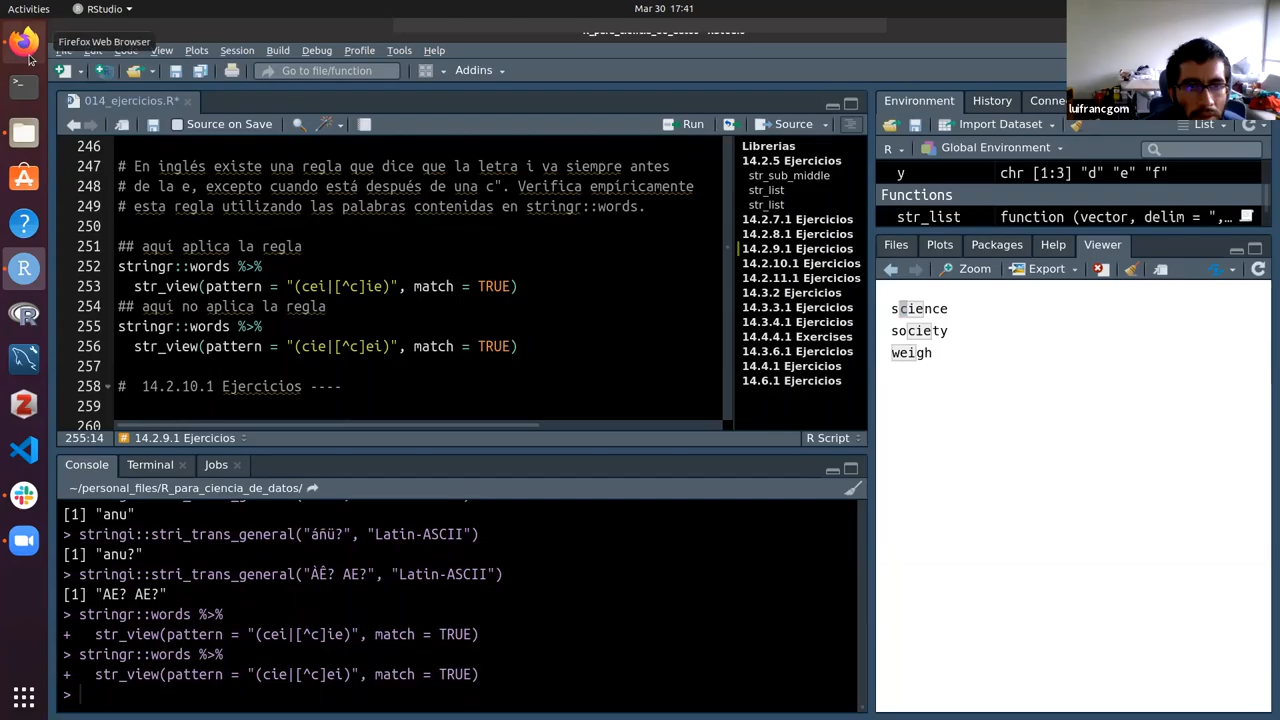 Activities
RStudio
Mar 30 17:41
Firefox Web Browser
View Plots Session Build Debug Profile Tools Help
Go to file/function
Addins
014_ejercicios.R*
Source on Save
Run
Source
246
247 # En inglés existe una regla que dice que la letra i va siempre antes
248 # de la e, excepto cuando está después de una c". Verifica empíricamente
249 # esta regla utilizando las palabras contenidas en stringr::words.
250
251 ## aquí aplica la regla
252 stringr::words %>%
253 str_view(pattern = "(cei|[^c]ie)", match = TRUE)
254 ## aquí no aplica la regla
255 stringr::words %>%
256 str_view(pattern = "(cie|[^c]ei)", match = TRUE)
257
258 # 14.2.10.1 Ejercicios ----
259
260
255:14
14.2.9.1 Ejercicios
R Script
Librerias
14.2.5 Ejercicios
str_sub_middle
str_list
str_list
14.2.7.1 Ejercicios
14.2.8.1 Ejercicios
14.2.9.1 Ejercicios
14.2.10.1 Ejercicios
14.2.11.1 Ejercicios
14.3.2 Ejercicios
14.3.3.1 Ejercicios
14.3.4.1 Ejercicios
14.4.4.1 Exercises
14.3.6.1 Ejercicios
14.4.1 Ejercicios
14.6.1 Ejercicios
Console Terminal Jobs
~/personal_files/R_para_ciencia_de_datos/
[1] "anu"
> stringi::stri_trans_general("áñü?", "Latin-ASCII")
[1] "anu?"
> stringi::stri_trans_general("ÀÊ? AE?", "Latin-ASCII")
[1] "AE? AE?"
> stringr::words %>%
+ str_view(pattern = "(cei|[^c]ie)", match = TRUE)
> stringr::words %>%
+ str_view(pattern = "(cie|[^c]ei)", match = TRUE)
>
luifrancgom
Environment History
Import Dataset
List
R
Global Environment
y chr [1:3] "d" "e" "f"
Functions
str_list function (vector, delim = ",…
Files Plots Packages Help Viewer
Zoom Export
science
society
weigh